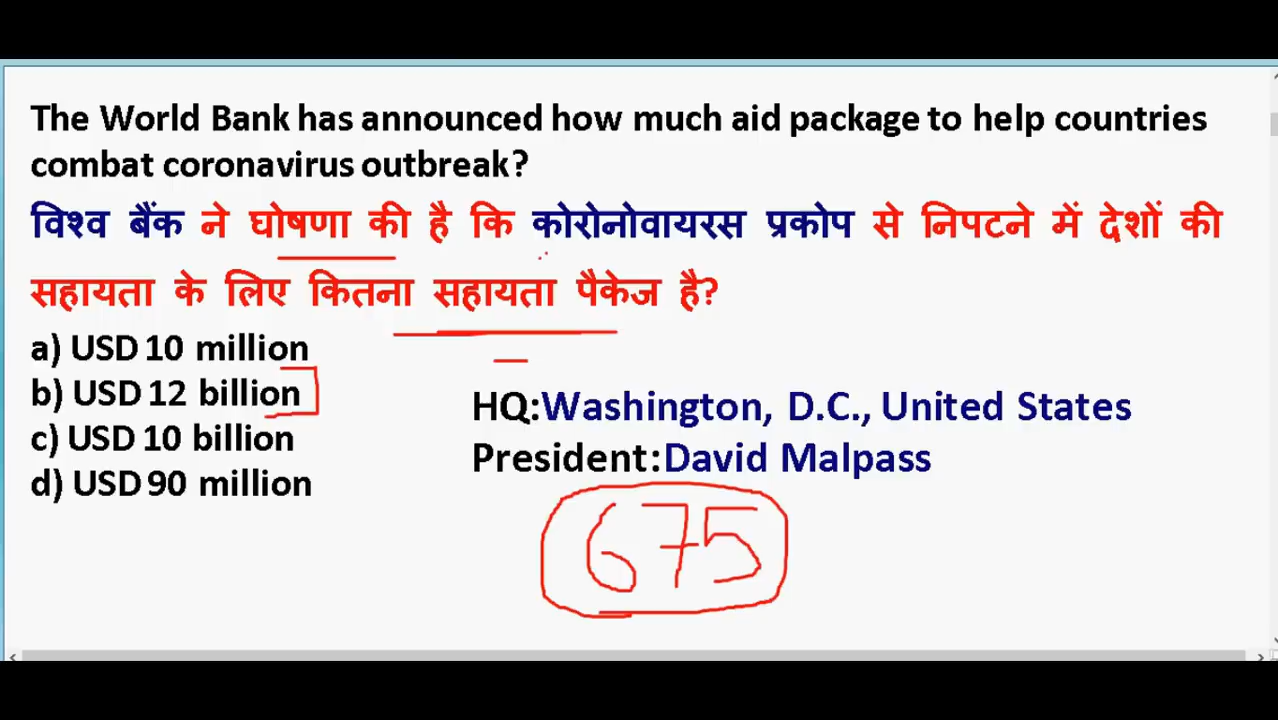 The World Bank has announced how much aid package to help countries
combat coronavirus outbreak?
विश्व बैंक ने घोषणा की है कि कोरोनोवायरस प्रकोप से निपटने में देशों की
सहायता के लिए कितना सहायता पैकेज है?
a) USD 10 million
b) USD 12 billion
c) USD 10 billion
d) USD 90 million
HQ:Washington, D.C., United States
President:David Malpass
675